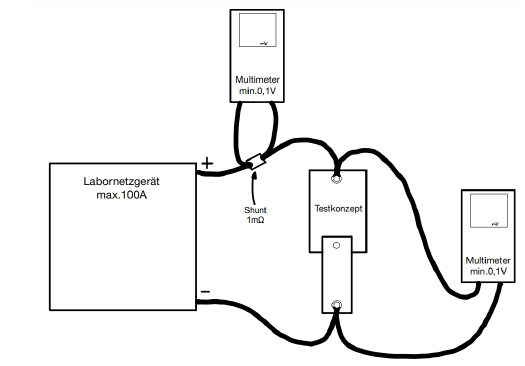 Multimeter
min.0,1V
+
Labornetzgerät
max.100A
Shunt
1mΩ
Testkonzept
Multimeter
min.0,1V
−